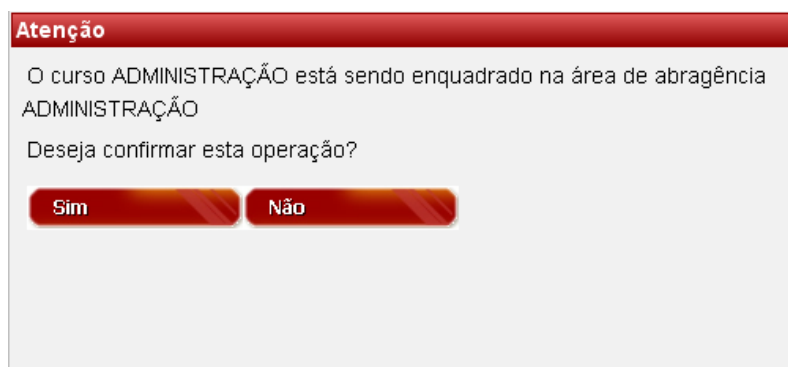 Atenção
O curso ADMINISTRAÇÃO está sendo enquadrado na área de abragência
ADMINISTRAÇÃO
Deseja confirmar esta operação?
Sim Não